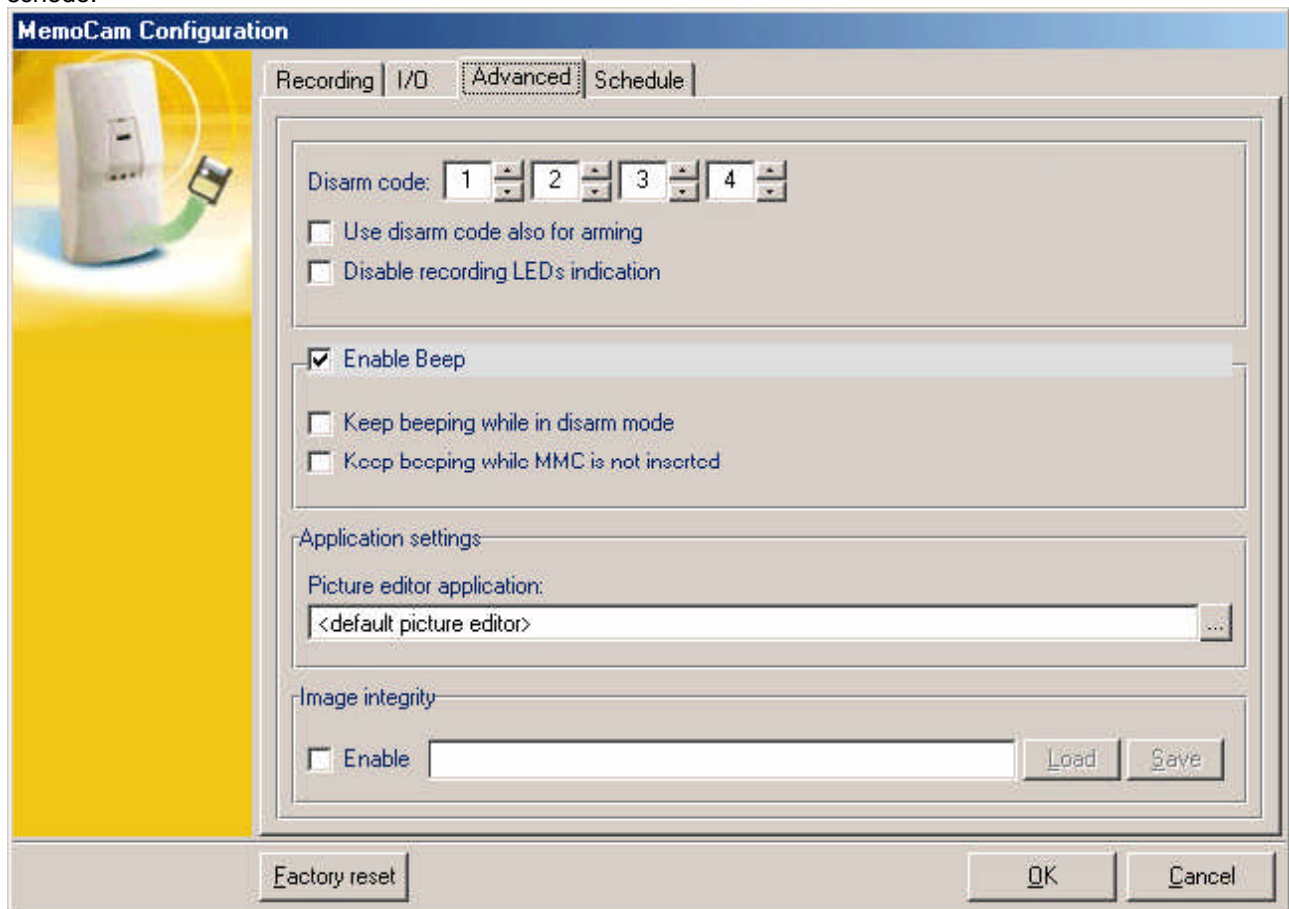 MemoCam Configuration
Recording I/O Advanced Schedule
Disarm code: 1 2 3 4
Use disarm code also for arming
Disable recording LEDs indication
Enable Beep
Keep beeping while in disarm mode
Keep beeping while MMC is not inserted
Application settings
Picture editor application:
<default picture editor> ...
Image integrity
Enable Load Save
Factory reset OK Cancel